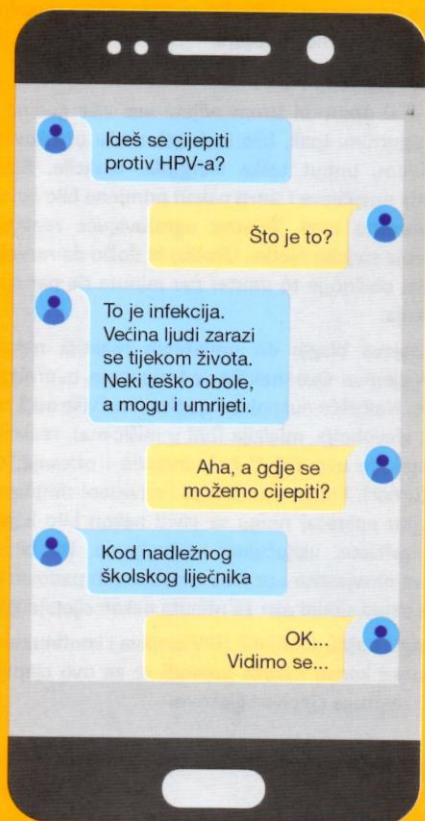 Ideš se cijepiti
protiv HPV-a?
Što je to?
To je infekcija.
Većina ljudi zarazi
se tijekom života.
Neki teško obole,
a mogu i umrijeti.
Aha, a gdje se
možemo cijepiti?
Kod nadležnog
školskog liječnika
OK...
Vidimo se...